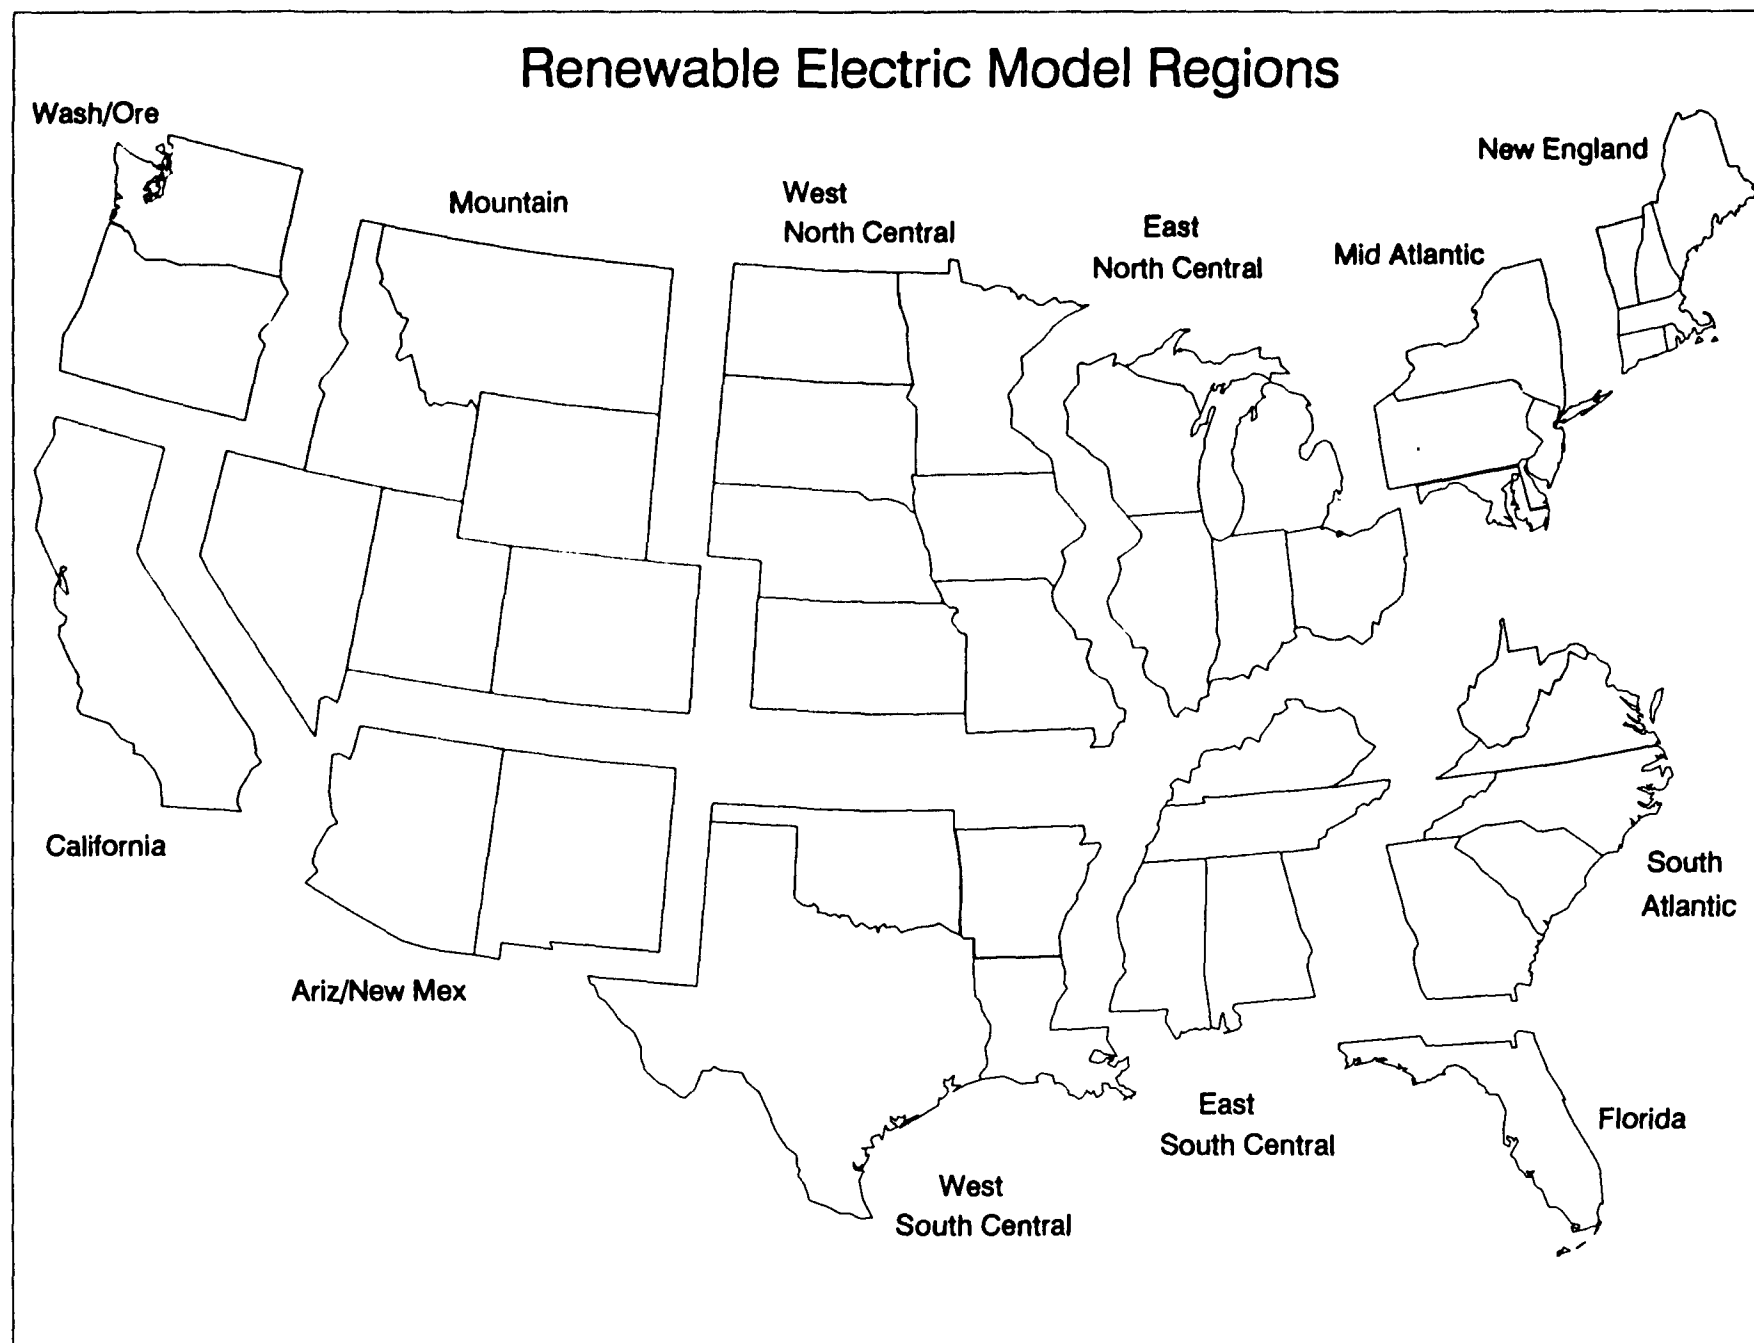 Renewable Electric Model Regions
Wash/Ore
New England
Mountain
West
North Central
East
North Central
Mid Atlantic
California
South
Atlantic
Ariz/New Mex
East
South Central
Florida
West
South Central